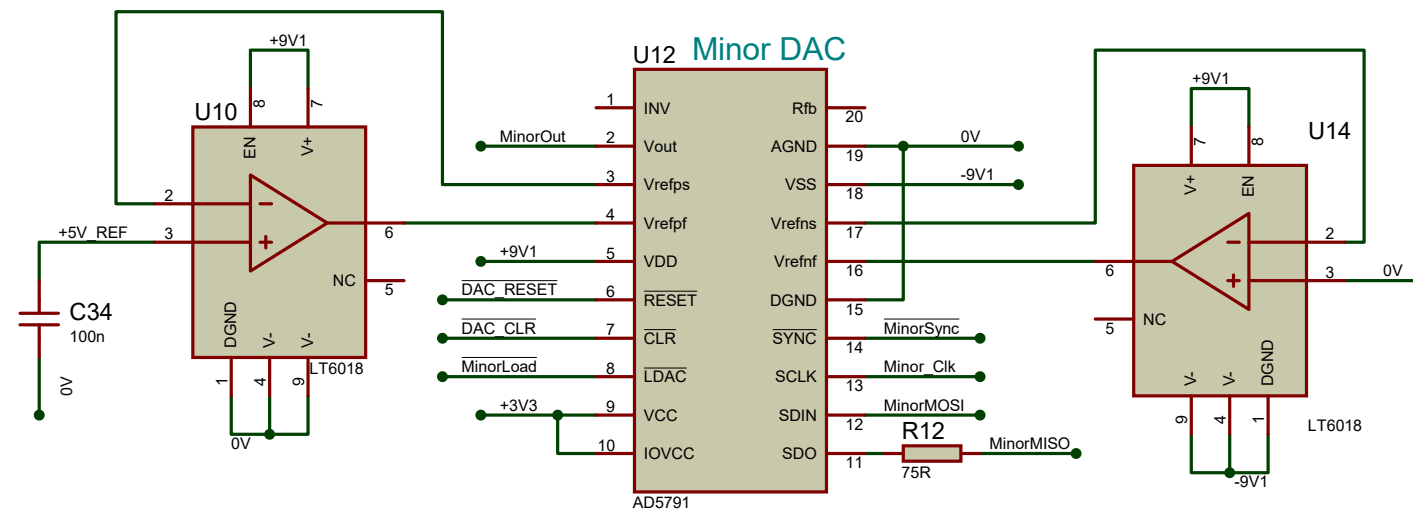 Minor DAC
U12
+9V1
U10
8
7
EN
V+
2
+5V_REF
3
6
NC
5
C34
100n
0V
DGND
V-
V-
1
4
9
LT6018
0V
1
INV
Rfb
20
MinorOut
2
Vout
AGND
19
0V
3
Vrefps
VSS
18
-9V1
4
Vrefpf
Vrefns
17
+9V1
5
VDD
Vrefnf
16
DAC_RESET
6
RESET
DGND
15
DAC_CLR
7
CLR
SYNC
14
MinorSync
MinorLoad
8
LDAC
SCLK
13
Minor_Clk
+3V3
9
VCC
SDIN
12
MinorMOSI
10
IOVCC
SDO
11
R12
75R
MinorMISO
AD5791
+9V1
U14
7
8
V+
EN
2
6
3
0V
5
NC
V-
V-
DGND
9
4
1
LT6018
-9V1